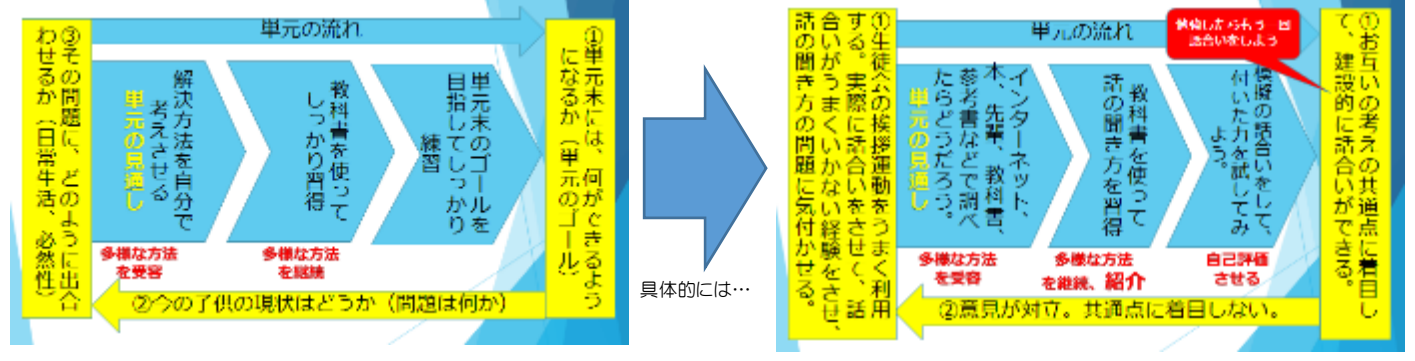 単元の流れ
③その問題に、どのように出合
わせるか（日常生活、必然性）
解決方法を自分で
考えさせる
単元の見通し
教科書を使って
しっかり習得
単元末のゴールを
目指してしっかり
練習
①単元末には、何ができるよう
になるか（単元のゴール）
多様な方法
を受容
多様な方法
を継続
②今の子供の現状はどうか（問題は何か）
具体的には…
単元の流れ
勉強したらもう一回
話合いをしよう
①生徒会の挨拶運動をうまく利用
する。実際に話合いをさせて、話
合いがうまくいかない経験をさせ、
話の聞き方の問題に気付かせる。
インターネット、
本、先輩、教科書、
参考書などで調べ
たらどうだろう。
単元の見通し
教科書を使って
話の聞き方を習得
模擬の話合いをして、
付いた力を試してみ
よう。
①お互いの考えの共通点に着目し
て、建設的に話合いができる。
多様な方法
を受容
多様な方法
を継続、紹介
自己評価
させる
②意見が対立。共通点に着目しない。